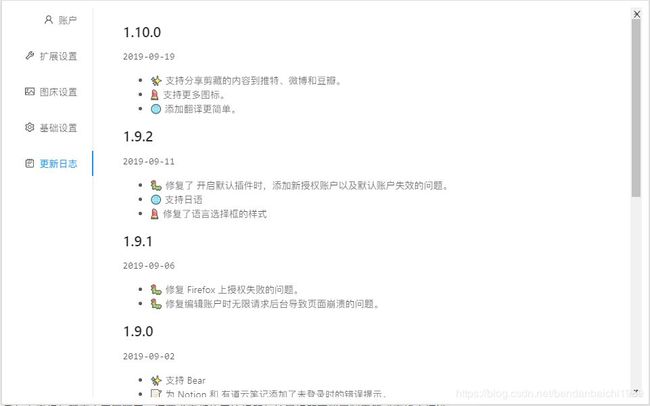 账户
扩展设置
图床设置
基础设置
更新日志
1.10.0
2019-09-19
支持分享剪藏的内容到推特、微博和豆瓣。
支持更多图标。
添加翻译更简单。
1.9.2
2019-09-11
修复了 开启默认插件时，添加新授权账户以及默认账户失效的问题。
支持日语
修复了语言选择框的样式
1.9.1
2019-09-06
修复 Firefox 上授权失败的问题。
修复编辑账户时无限请求后台导致页面崩溃的问题。
1.9.0
2019-09-02
支持 Bear
为 Notion 和 有道云笔记添加了未登录时的错误提示。